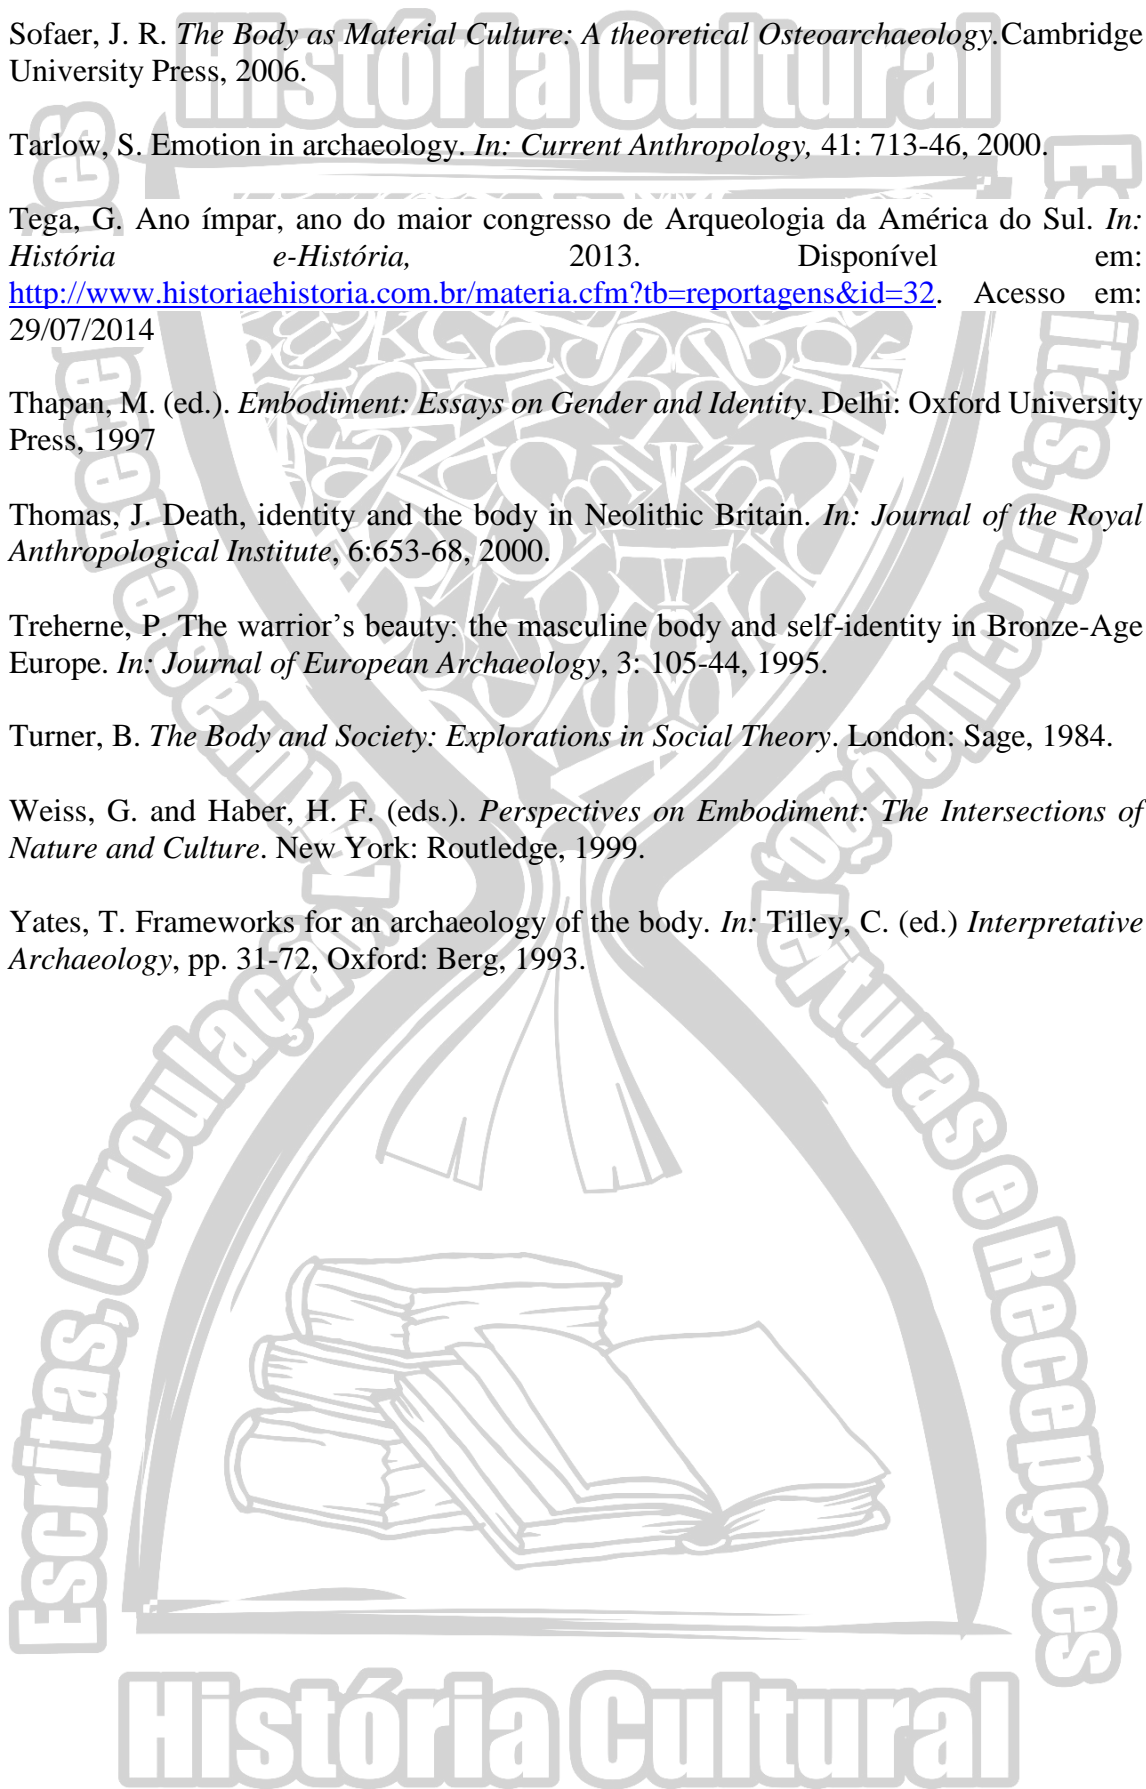 História Cultural
Sofaer, J. R. The Body as Material Culture: A theoretical Osteoarchaeology.Cambridge
University Press, 2006.
Tarlow, S. Emotion in archaeology. In: Current Anthropology, 41: 713-46, 2000.
Tega, G. Ano ímpar, ano do maior congresso de Arqueologia da América do Sul. In:
História e-História, 2013. Disponível em:
http://www.historiaehistoria.com.br/materia.cfm?tb=reportagens&id=32. Acesso em:
29/07/2014
Thapan, M. (ed.). Embodiment: Essays on Gender and Identity. Delhi: Oxford University
Press, 1997
Thomas, J. Death, identity and the body in Neolithic Britain. In: Journal of the Royal
Anthropological Institute, 6:653-68, 2000.
Treherne, P. The warrior’s beauty: the masculine body and self-identity in Bronze-Age
Europe. In: Journal of European Archaeology, 3: 105-44, 1995.
Turner, B. The Body and Society: Explorations in Social Theory. London: Sage, 1984.
Weiss, G. and Haber, H. F. (eds.). Perspectives on Embodiment: The Intersections of
Nature and Culture. New York: Routledge, 1999.
Yates, T. Frameworks for an archaeology of the body. In: Tilley, C. (ed.) Interpretative
Archaeology, pp. 31-72, Oxford: Berg, 1993.
Escritas, Circulação,
Leituras e Recepções
História Cultural